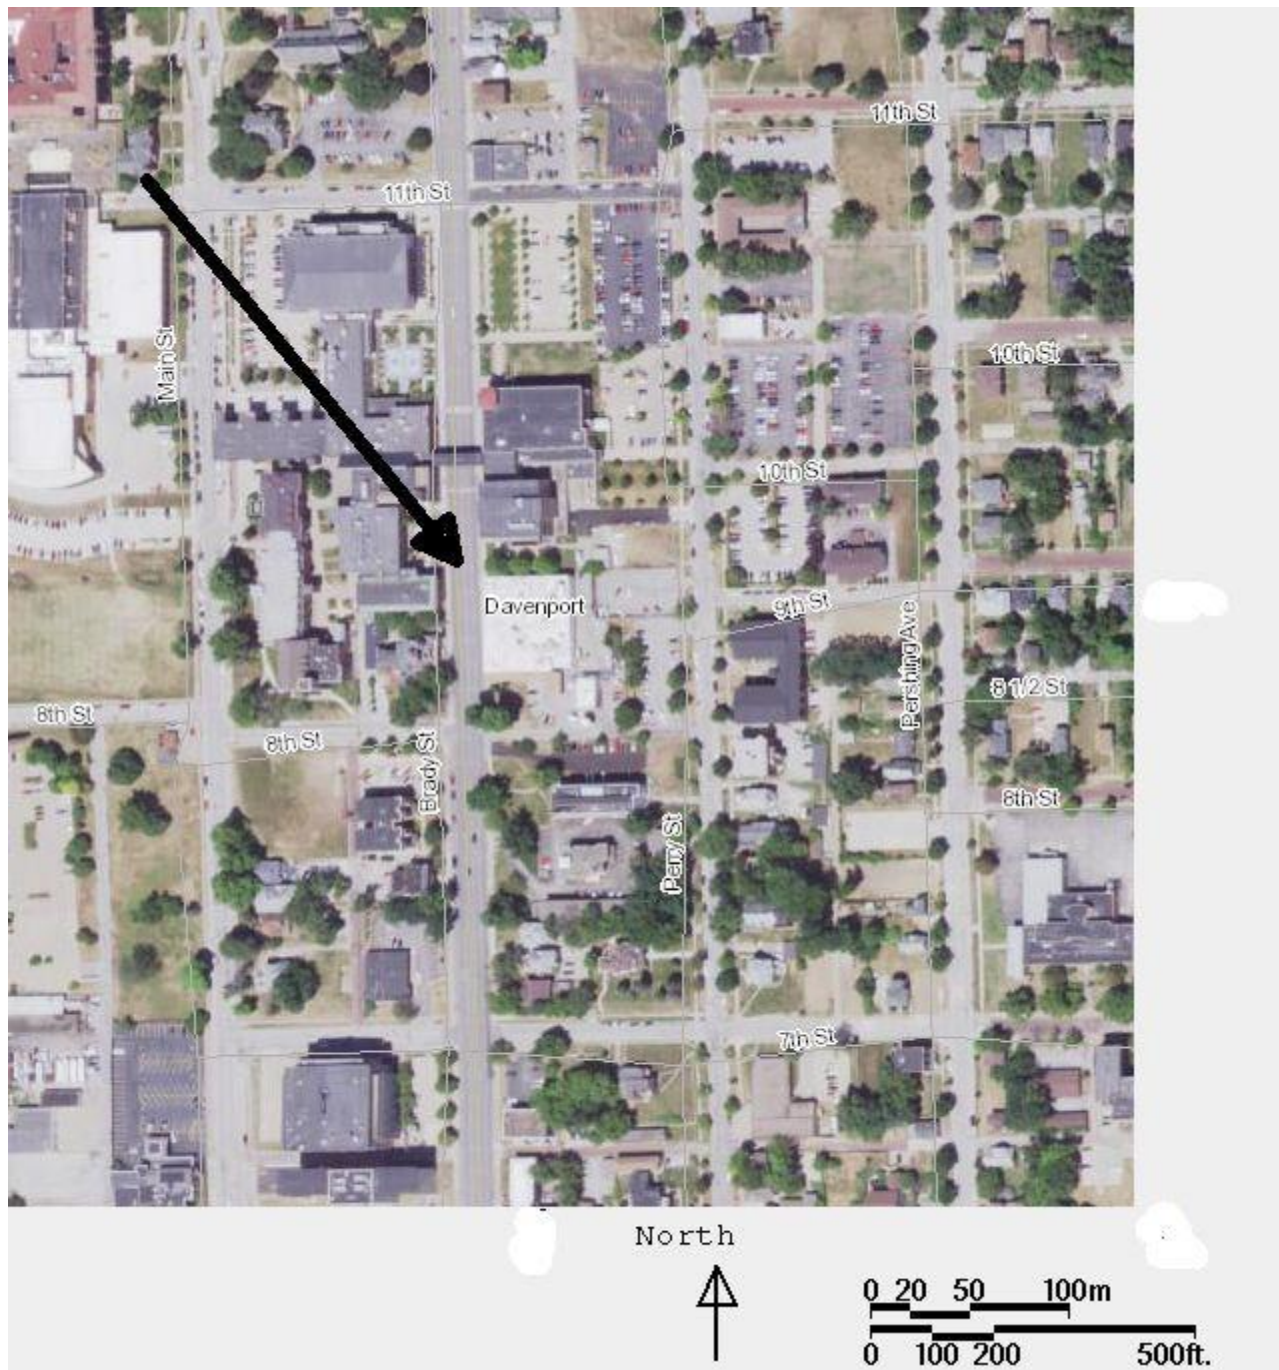 11th St
11th St
Main St
10th St
10th St
Davenport
9th St
Pershing Ave
8 1/2 St
8th St
8th St
Brady St
8th St
Perry St
7th St
North
0 20 50 100m
0 100 200 500ft.